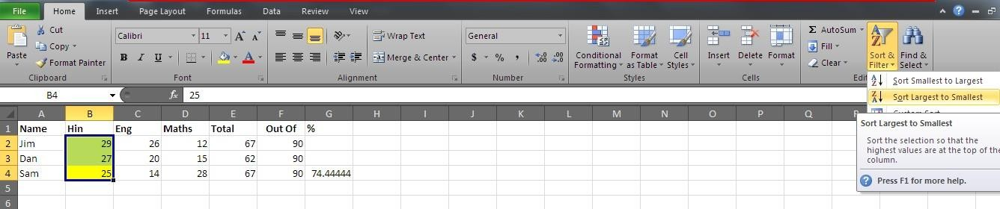 File Home Insert Page Layout Formulas Data Review View
Cut
Copy
Format Painter
Paste
Calibri 11 A A
B I U A
Wrap Text
Merge & Center
General
$ % , .0 .00 .00 .0
Conditional Formatting
Format as Table
Cell Styles
Insert Delete Format
Σ AutoSum
Fill
Clear
Sort & Filter
Find & Select
Clipboard Font Alignment Number Styles Cells
Sort Smallest to Largest
Sort Largest to Smallest
B4 fx 25
A B C D E F G H I J K L M N O P Q
1 Name Hin Eng Maths Total Out Of %
2 Jim 29 26 12 67 90
3 Dan 27 20 15 62 90
4 Sam 25 14 28 67 90 74.44444
5
6
Sort Largest to Smallest
Sort the selection so that the
highest values are at the top of the
column.
Press F1 for more help.